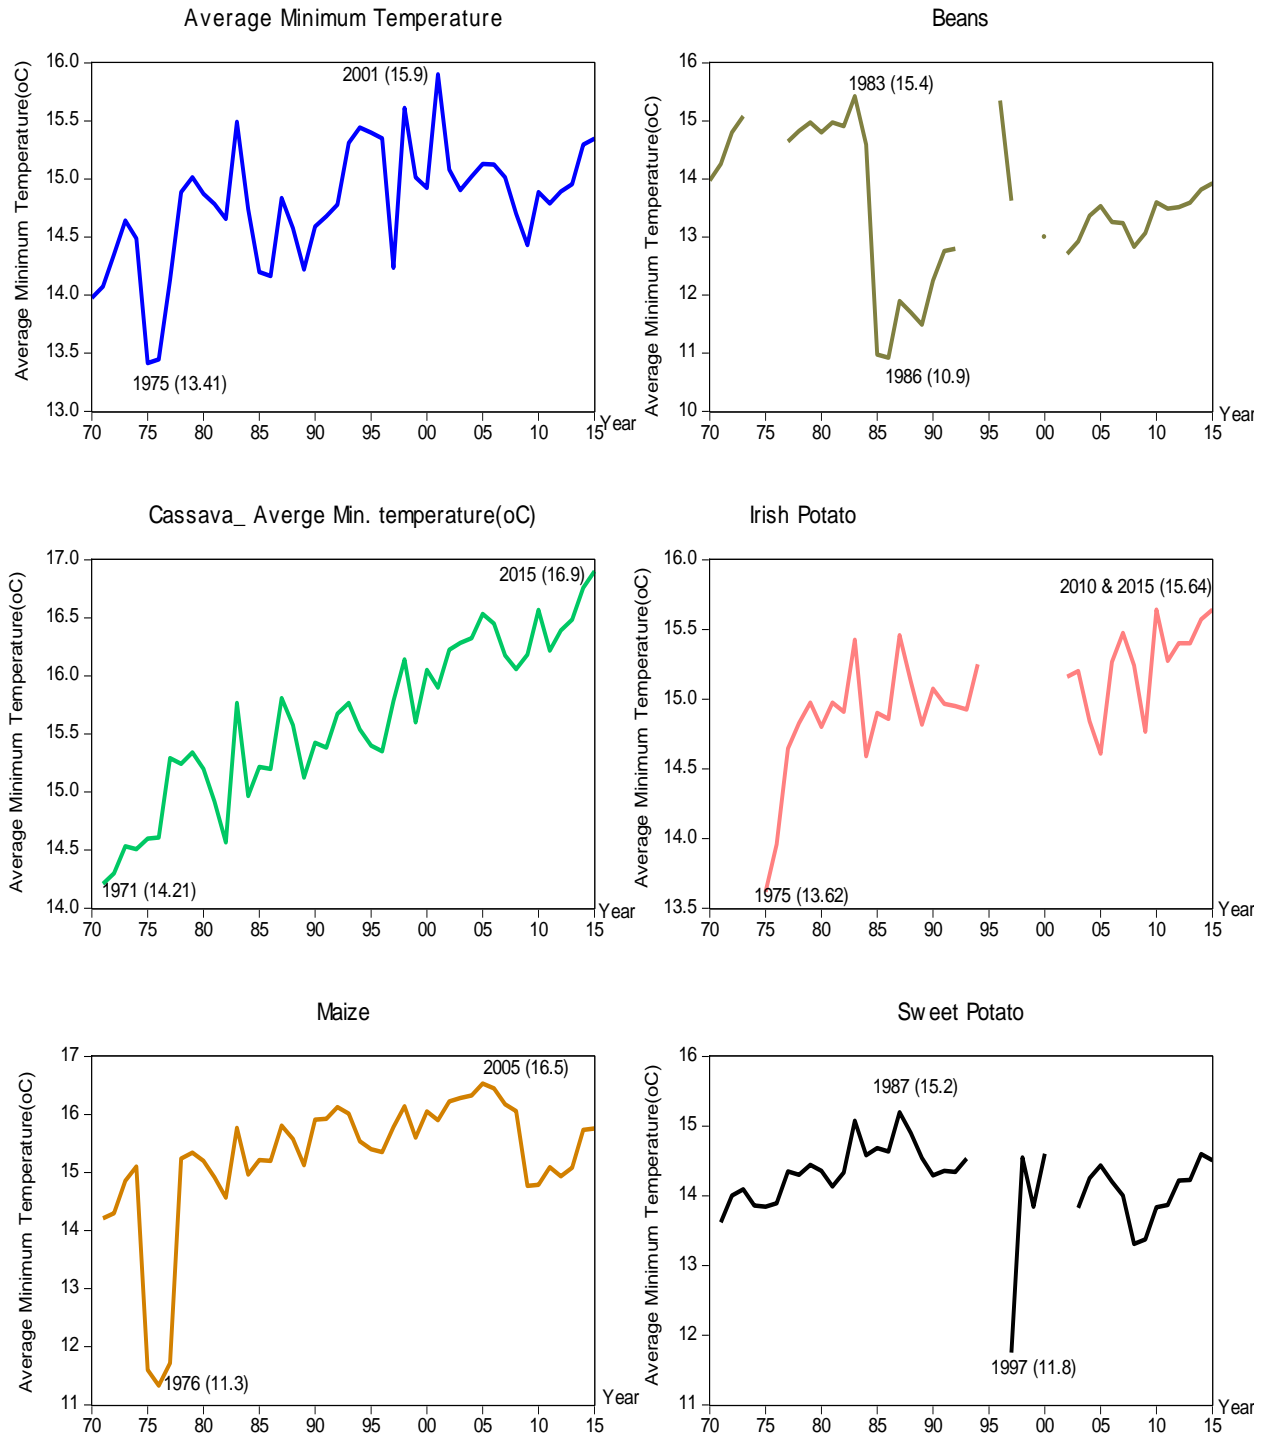 Average Minimum Temperature
Average Minimum Temperature(oC)
16.0
15.5
15.0
14.5
14.0
13.5
13.0
2001 (15.9)
1975 (13.41)
70 75 80 85 90 95 00 05 10 15
Year
Beans
Average Minimum Temperature(oC)
16
15
14
13
12
11
10
1983 (15.4)
1986 (10.9)
70 75 80 85 90 95 00 05 10 15
Year
Cassava_ Averge Min. temperature(oC)
Average Minimum Temperature(oC)
17.0
16.5
16.0
15.5
15.0
14.5
14.0
2015 (16.9)
1971 (14.21)
70 75 80 85 90 95 00 05 10 15
Year
Irish Potato
Average Minimum Temperature(oC)
16.0
15.5
15.0
14.5
14.0
13.5
2010 & 2015 (15.64)
1975 (13.62)
70 75 80 85 90 95 00 05 10 15
Year
Maize
Average Minimum Temperature(oC)
17
16
15
14
13
12
11
2005 (16.5)
1976 (11.3)
70 75 80 85 90 95 00 05 10 15
Year
Sweet Potato
Average Minimum Temperature(oC)
16
15
14
13
12
11
1987 (15.2)
1997 (11.8)
70 75 80 85 90 95 00 05 10 15
Year